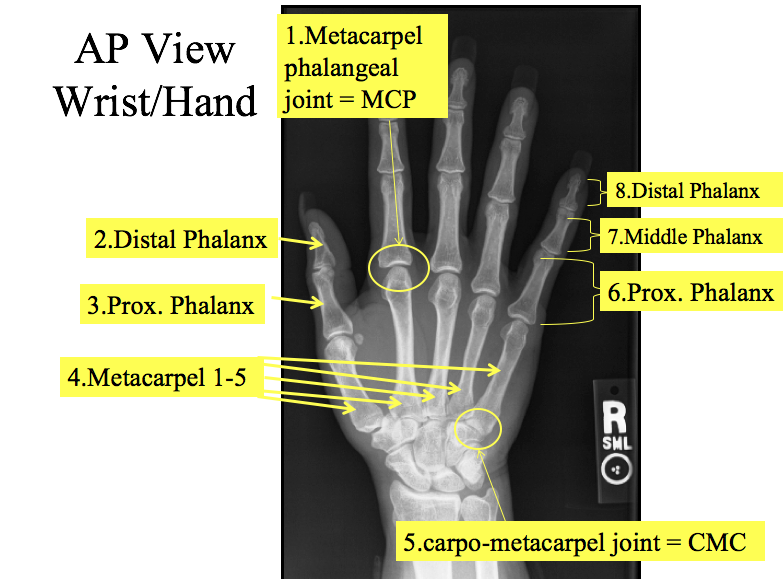 AP View
Wrist/Hand
1.Metacarpel
phalangeal
joint = MCP
2.Distal Phalanx
3.Prox. Phalanx
4.Metacarpel 1-5
8.Distal Phalanx
7.Middle Phalanx
6.Prox. Phalanx
R
SML
5.carpo-metacarpel joint = CMC